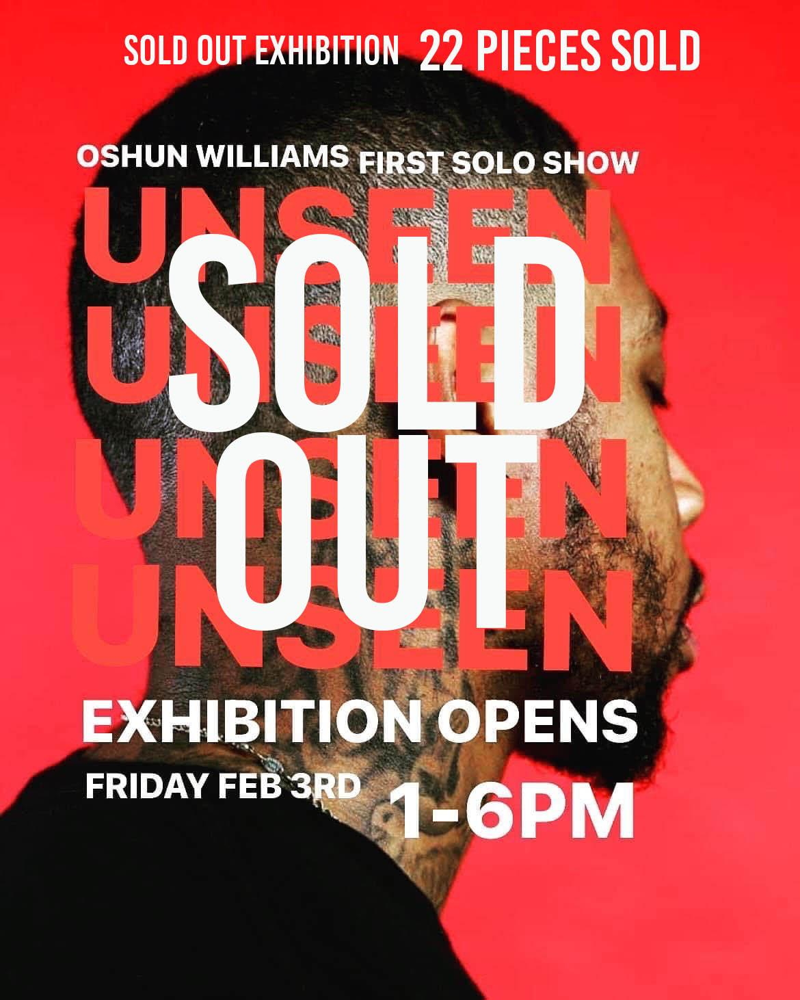 SOLD OUT EXHIBITION 22 PIECES SOLD
OSHUN WILLIAMS FIRST SOLO SHOW
UNSEEN
SOLD
UNSEEN
OUT
UNSEEN
UNSEEN
EXHIBITION OPENS
FRIDAY FEB 3RD 1-6PM